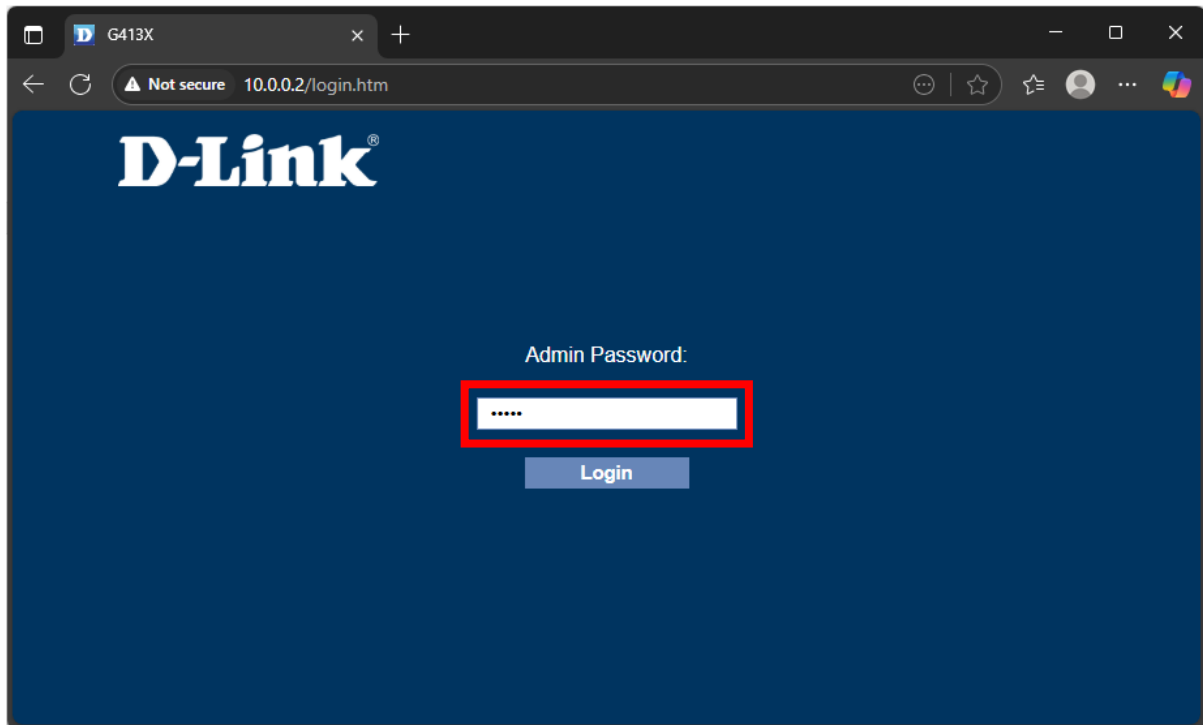 G413X
Not secure 10.0.0.2/login.htm
D-Link®
Admin Password:
•••••
Login